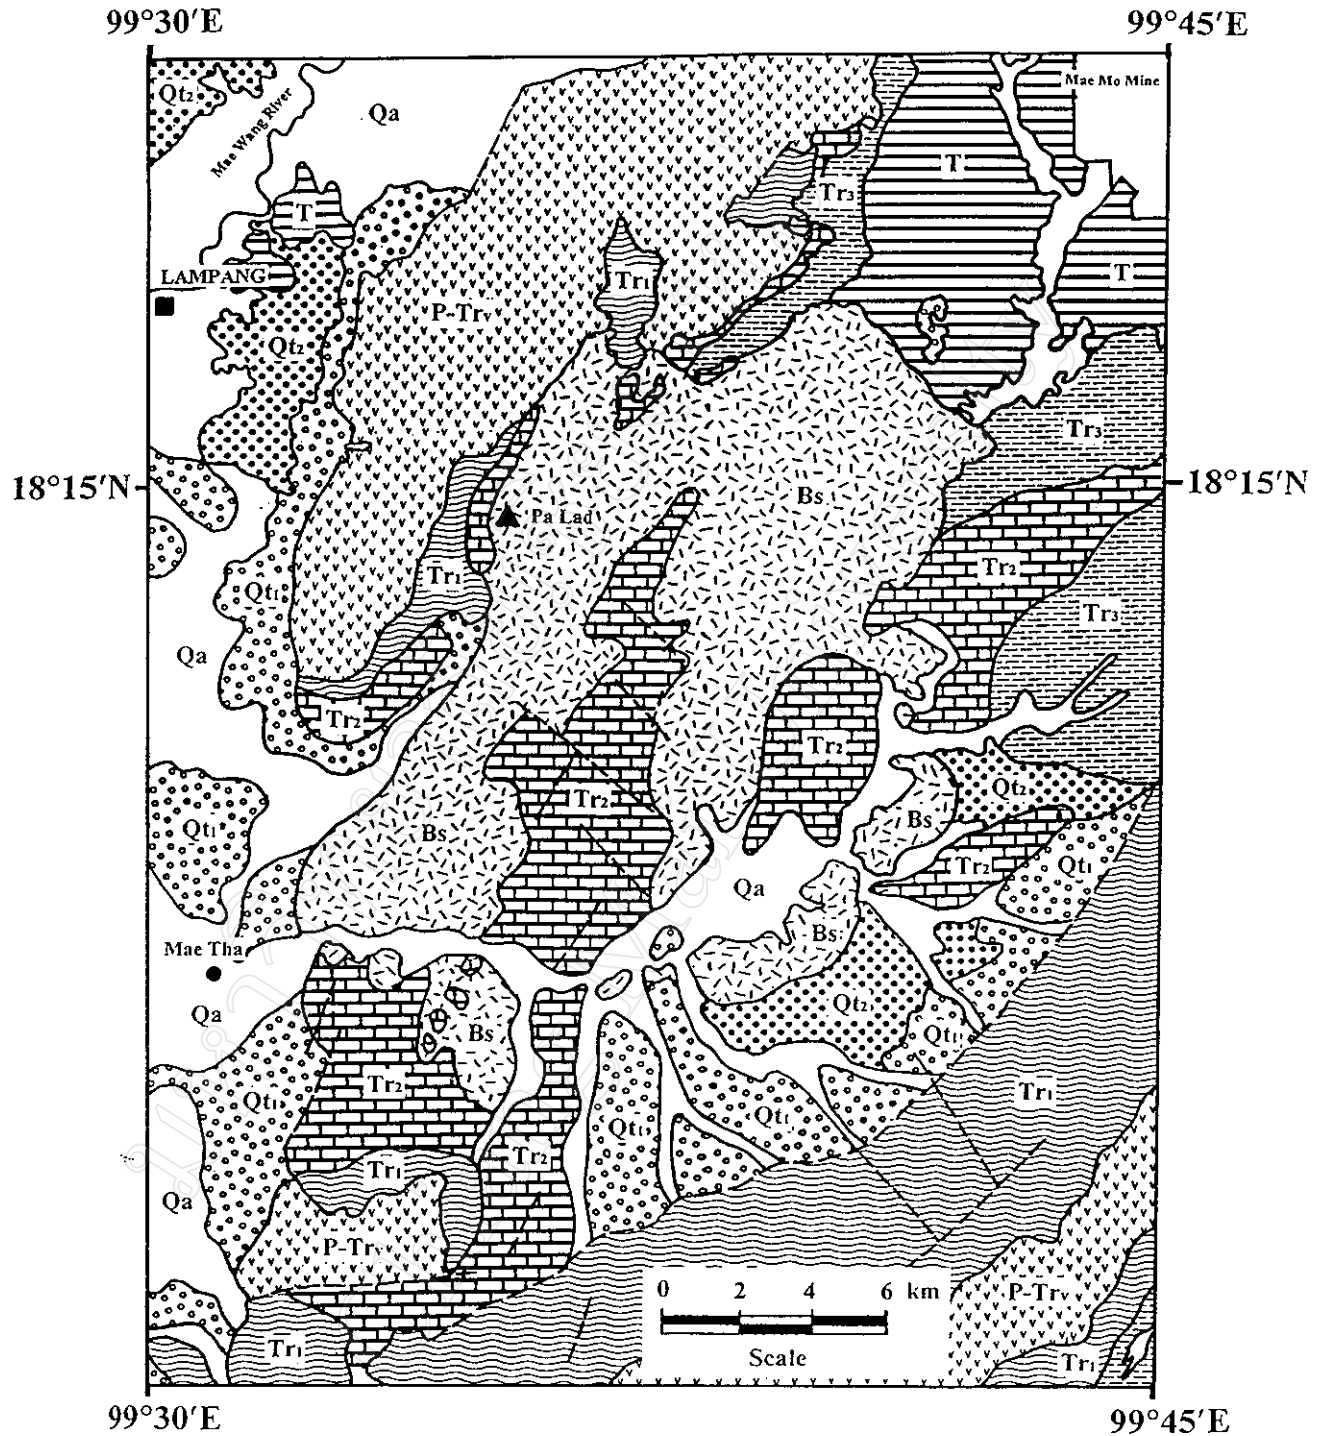 99°30'E
99°45'E
Qt2
Mae Wang River
Qa
Mae Mo Mine
T
Tr3
T
LAMPANG
T
Tr1
P-Tr
Qt2
Tr3
18°15'N
18°15'N
Bs
Pa Lad
Tr1
Tr2
Qt1
Tr3
Qa
Tr2
Tr2
Qt2
Tr2
Qt1
Bs
Bs
Tr2
Qt1
Qa
Mae Tha
Bs
Qa
Qt2
Bs
Qt1
Tr2
Qt1
Tr1
Qt1
Qt1
Tr2
Tr1
Qa
P-Tr
0 2 4 6 km
P-Trv
Tr1
Scale
Tr1
99°30'E
99°45'E